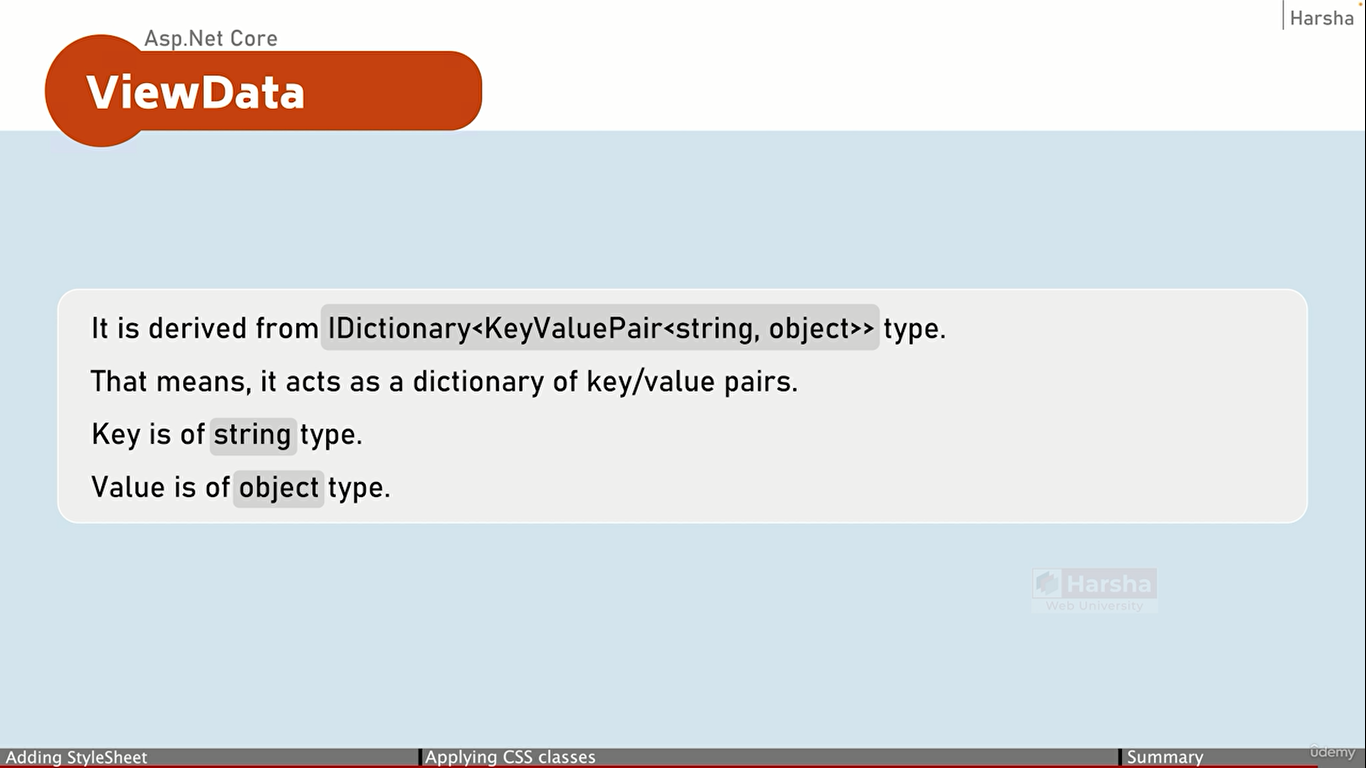 Harsha
Asp.Net Core
ViewData
It is derived from IDictionary<KeyValuePair<string, object>> type.
That means, it acts as a dictionary of key/value pairs.
Key is of string type.
Value is of object type.
Harsha
Web University
Adding StyleSheet
Applying CSS classes
Summary
ûdemy